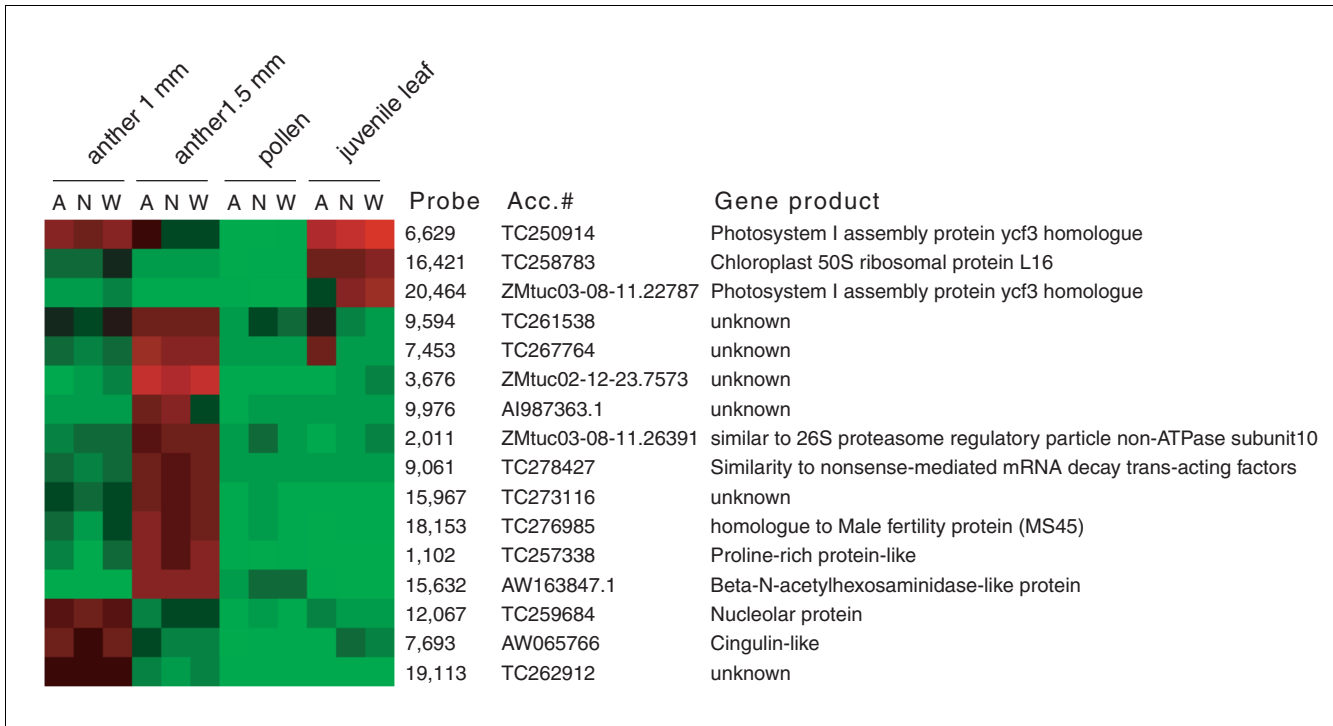 anther 1 mm
anther1.5 mm
pollen
juvenile leaf
A N W A N W A N W A N W
Probe Acc.# Gene product
6,629 TC250914 Photosystem I assembly protein ycf3 homologue
16,421 TC258783 Chloroplast 50S ribosomal protein L16
20,464 ZMtuc03-08-11.22787 Photosystem I assembly protein ycf3 homologue
9,594 TC261538 unknown
7,453 TC267764 unknown
3,676 ZMtuc02-12-23.7573 unknown
9,976 AI987363.1 unknown
2,011 ZMtuc03-08-11.26391 similar to 26S proteasome regulatory particle non-ATPase subunit10
9,061 TC278427 Similarity to nonsense-mediated mRNA decay trans-acting factors
15,967 TC273116 unknown
18,153 TC276985 homologue to Male fertility protein (MS45)
1,102 TC257338 Proline-rich protein-like
15,632 AW163847.1 Beta-N-acetylhexosaminidase-like protein
12,067 TC259684 Nucleolar protein
7,693 AW065766 Cingulin-like
19,113 TC262912 unknown